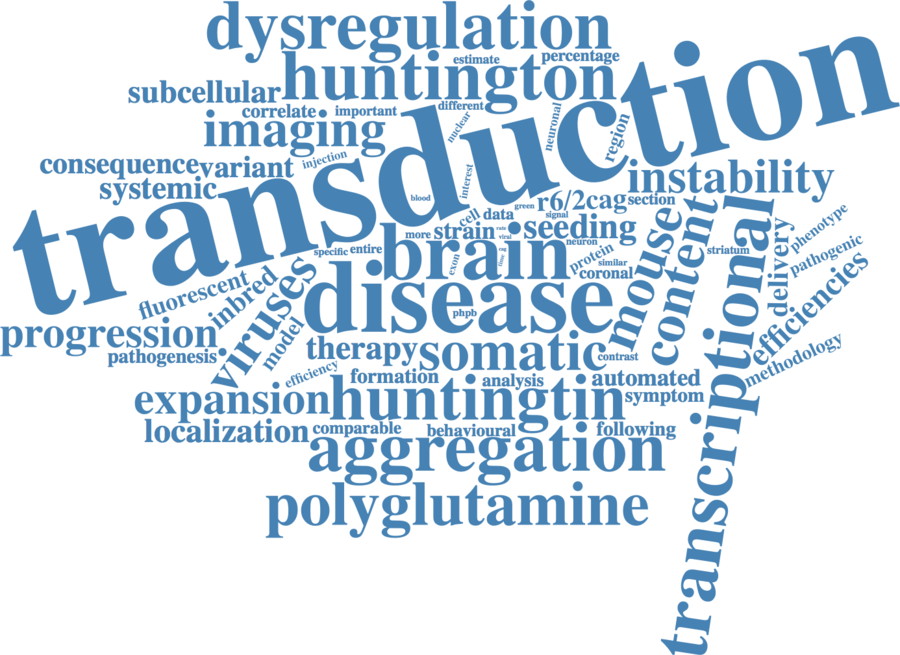 dysregulation
estimate
percentage
huntington
subcellular
correlate
important
different
nuclear
neuronal
region
imaging
transduction
consequence
variant
injection
systemic
interest
instability
blood
green
r6/2cag
section
cell
data
signal
more
strain
viral
seeding
neuron
specific
entire
brain
exon
protein
similar
coronal
striatum
mouse
content
transcriptional
delivery
phenotype
pathogenic
efficiencies
methodology
fluorescent
inbred
viruses
model
disease
phpb
progression
pathogenesis
therapy
somatic
contrast
efficiency
formation
analysis
automated
expansion
huntingtin
symptom
localization
comparable
behavioural
following
aggregation
polyglutamine